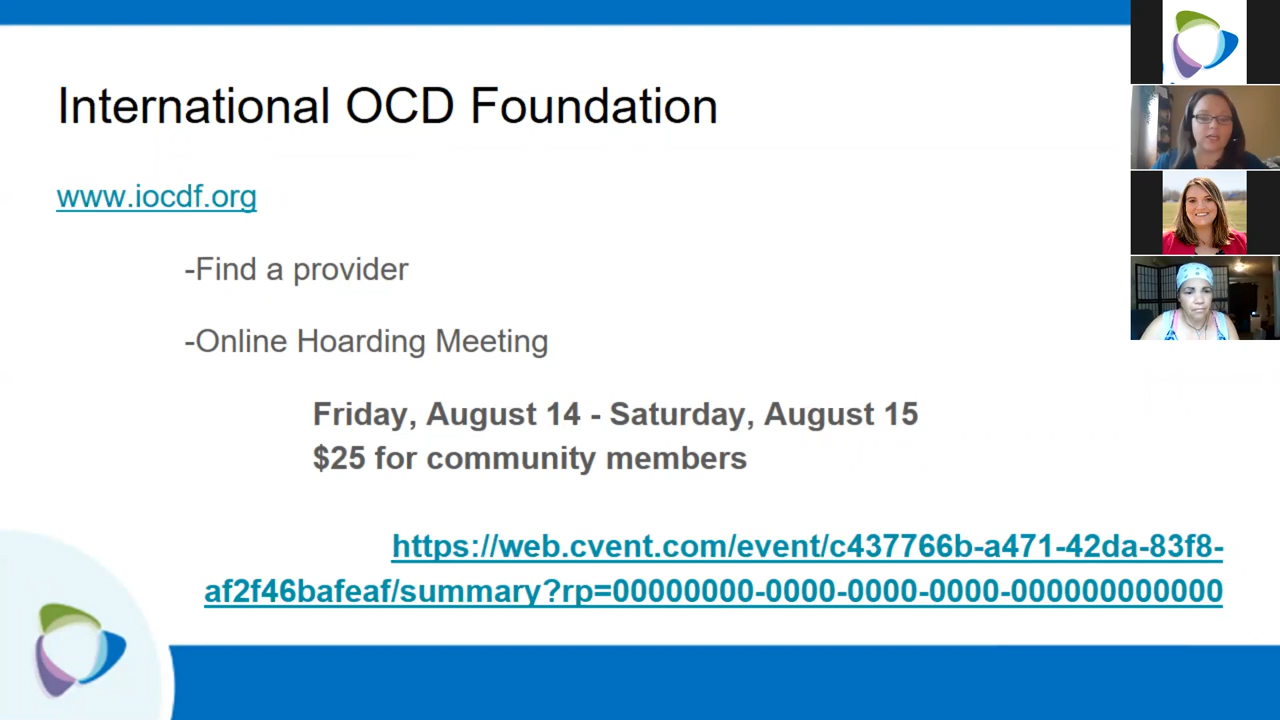 International OCD Foundation
www.iocdf.org
-Find a provider
-Online Hoarding Meeting
Friday, August 14 - Saturday, August 15
$25 for community members
https://web.cvent.com/event/c437766b-a471-42da-83f8-
af2f46bafeaf/summary?rp=00000000-0000-0000-0000-000000000000